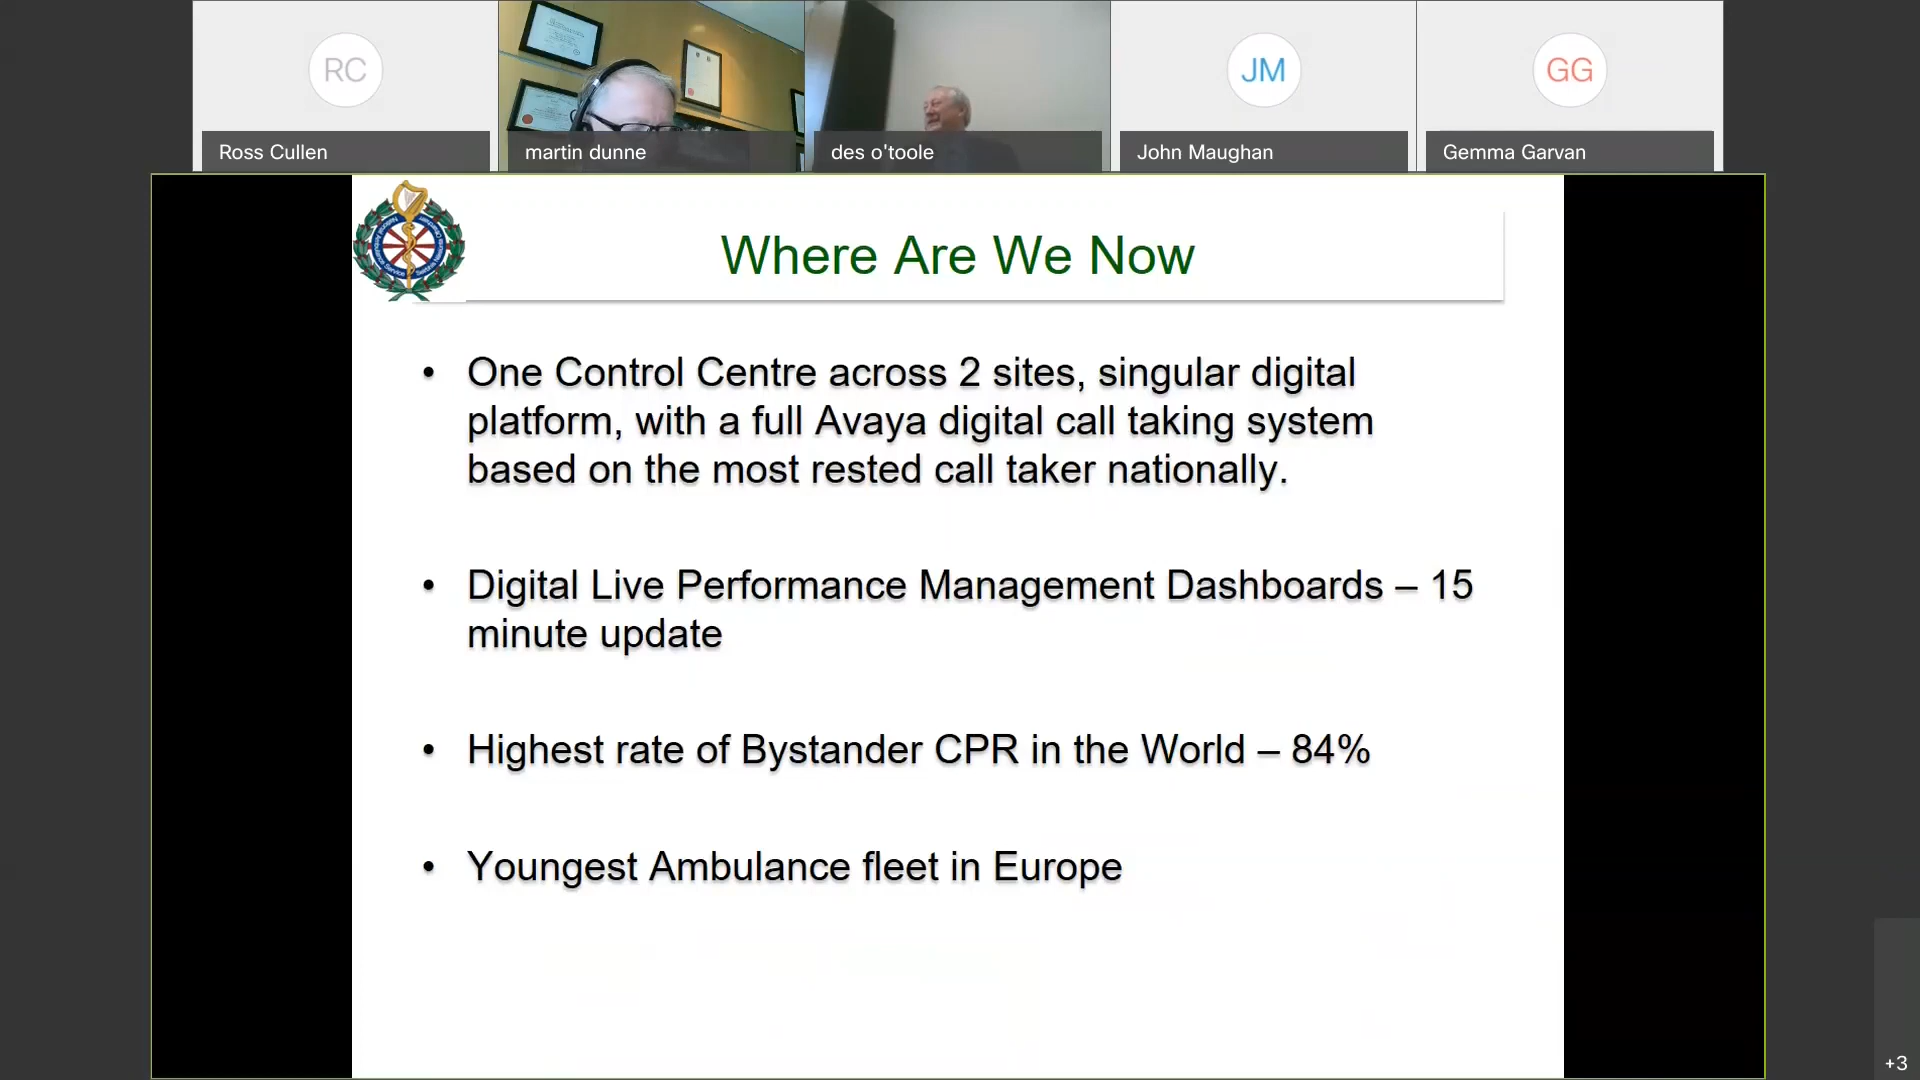 RC
JM
GG
Ross Cullen
martin dunne
des o'toole
John Maughan
Gemma Garvan
Where Are We Now
• One Control Centre across 2 sites, singular digital
platform, with a full Avaya digital call taking system
based on the most rested call taker nationally.
• Digital Live Performance Management Dashboards – 15
minute update
• Highest rate of Bystander CPR in the World – 84%
• Youngest Ambulance fleet in Europe
+3